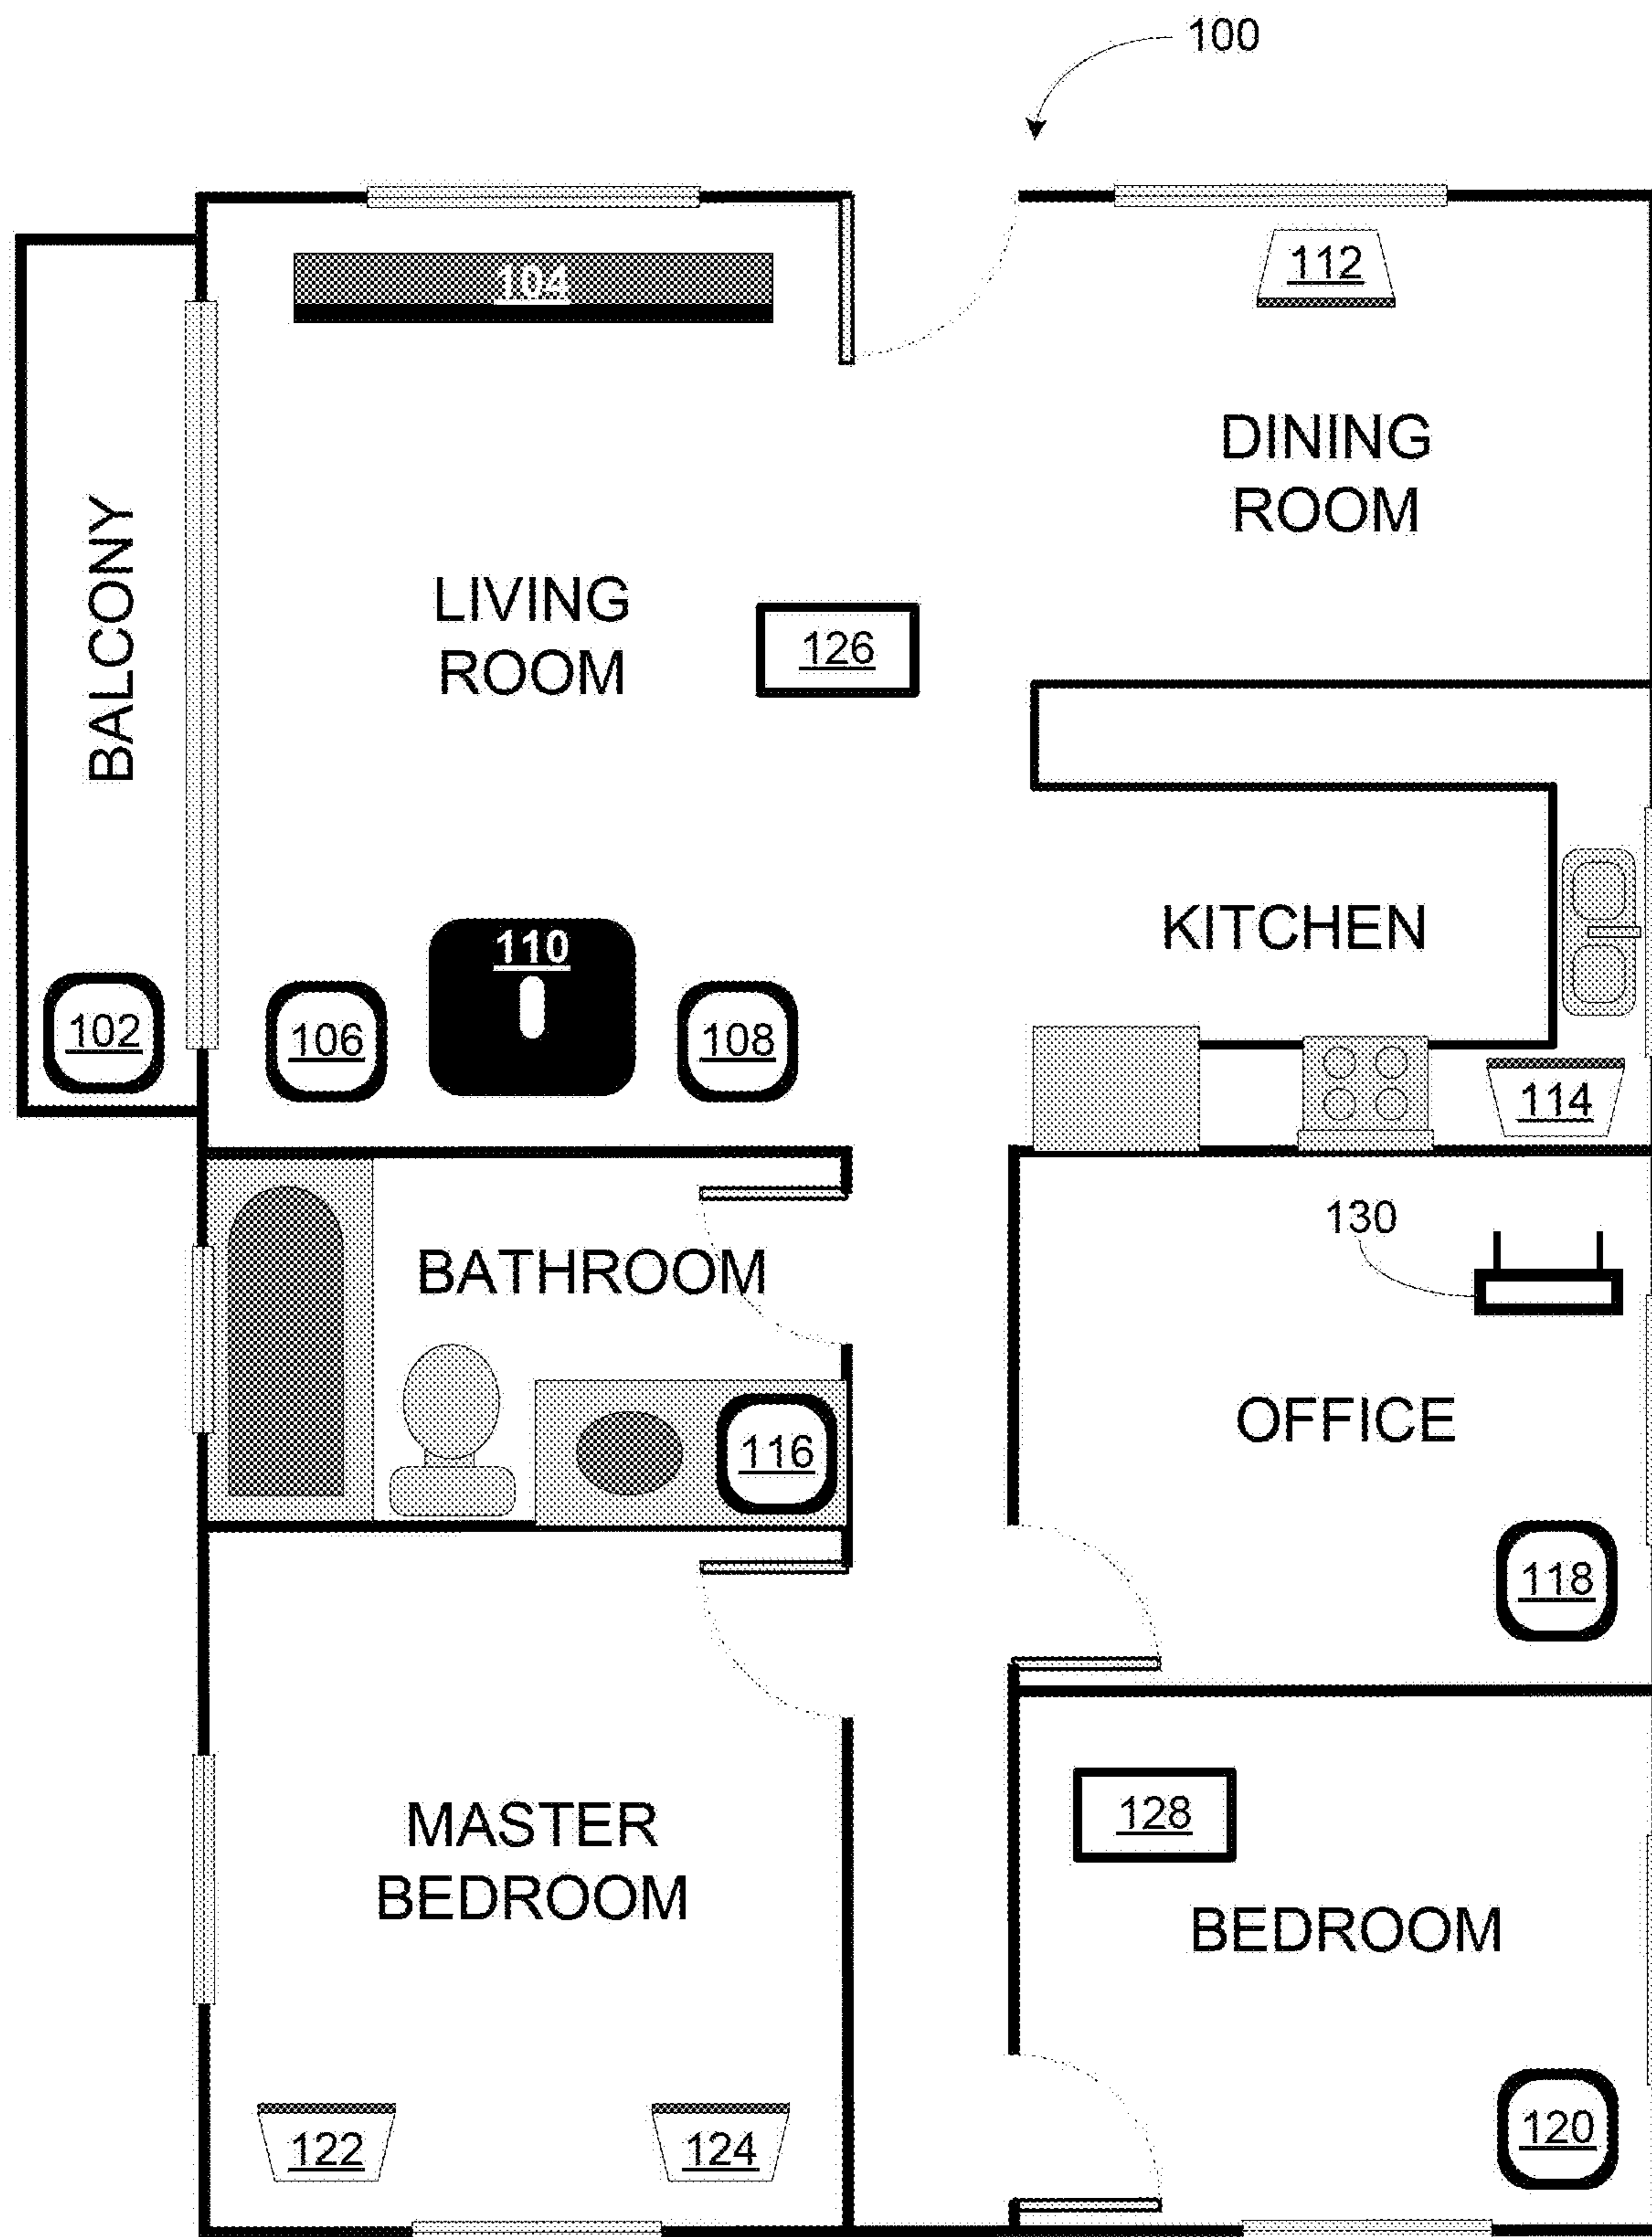 100
104
112
DINING
ROOM
BALCONY
LIVING
ROOM
126
KITCHEN
110
102
106
108
114
130
BATHROOM
OFFICE
116
118
128
MASTER
BEDROOM
BEDROOM
122
124
120